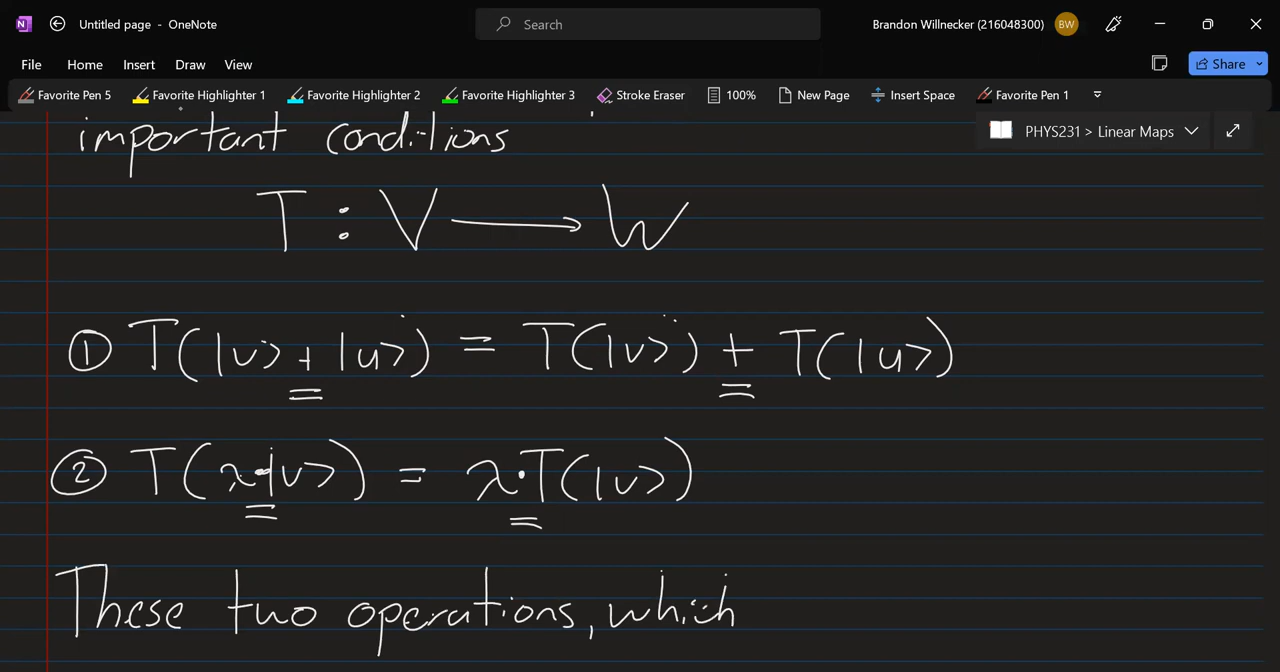 Untitled page - OneNote
Search
Brandon Willnecker (216048300)
BW
File
Home
Insert
Draw
View
Share
Favorite Pen 5
Favorite Highlighter 1
Favorite Highlighter 2
Favorite Highlighter 3
Stroke Eraser
100%
New Page
Insert Space
Favorite Pen 1
PHYS231 > Linear Maps
important conditions
T : V ⟶ W
① T(|v> + |u>) = T(|v>) + T(|u>)
② T(λ·|v>) = λ·T(|v>)
These two operations, which